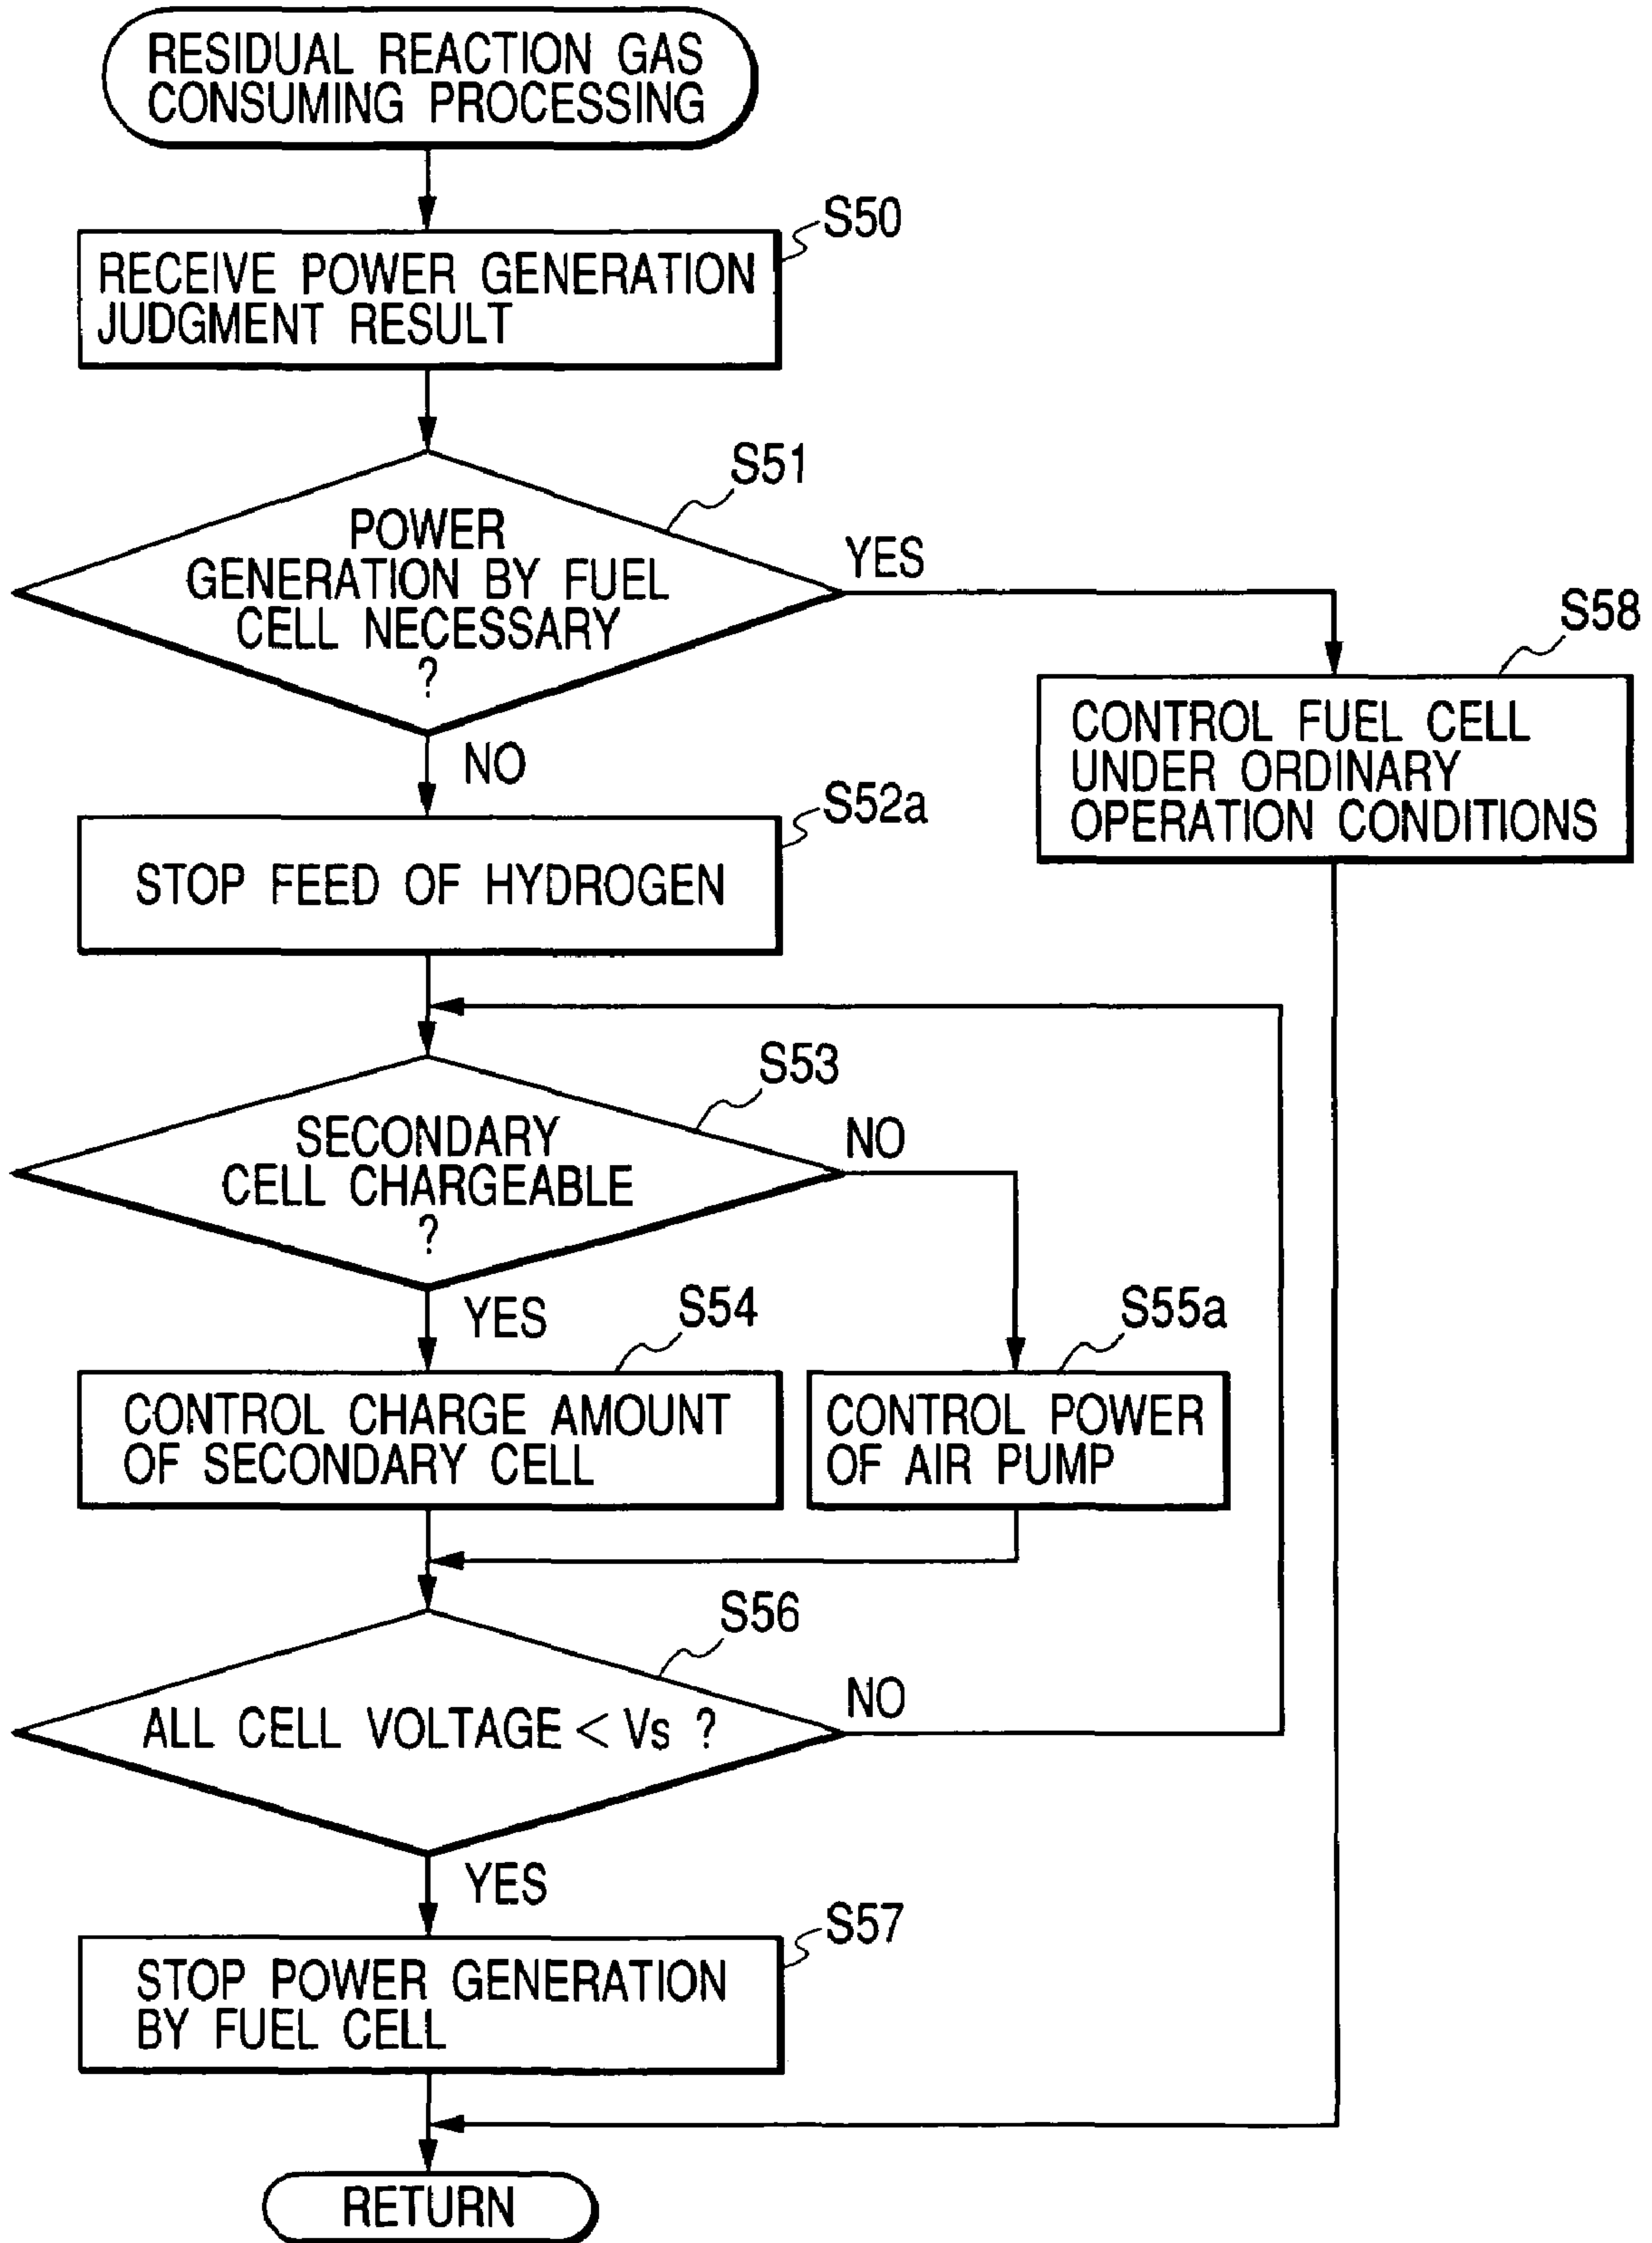 RESIDUAL REACTION GAS
CONSUMING PROCESSING
S50
RECEIVE POWER GENERATION
JUDGMENT RESULT
S51
POWER
GENERATION BY FUEL
CELL NECESSARY
?
YES
S58
CONTROL FUEL CELL
UNDER ORDINARY
OPERATION CONDITIONS
NO
S52a
STOP FEED OF HYDROGEN
S53
SECONDARY
CELL CHARGEABLE
?
NO
YES
S54
S55a
CONTROL CHARGE AMOUNT
OF SECONDARY CELL
CONTROL POWER
OF AIR PUMP
S56
ALL CELL VOLTAGE < Vs ?
NO
YES
S57
STOP POWER GENERATION
BY FUEL CELL
RETURN